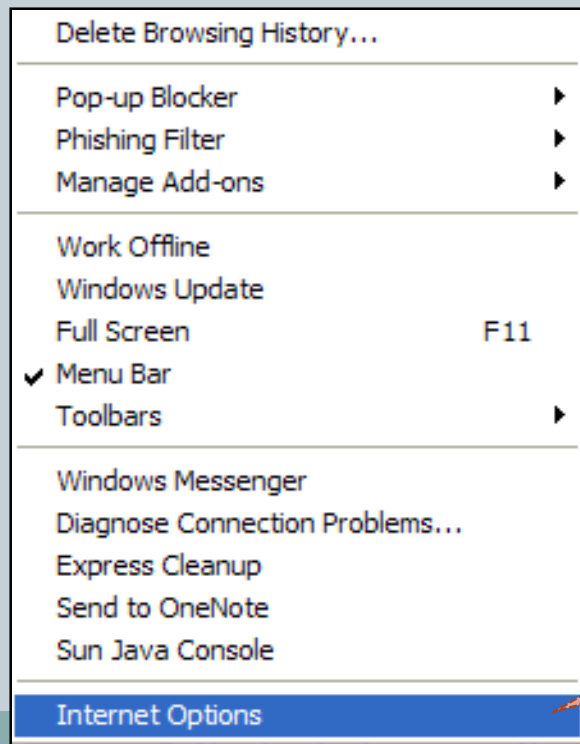 Delete Browsing History...
Pop-up Blocker
Phishing Filter
Manage Add-ons
Work Offline
Windows Update
Full Screen F11
Menu Bar
Toolbars
Windows Messenger
Diagnose Connection Problems...
Express Cleanup
Send to OneNote
Sun Java Console
Internet Options